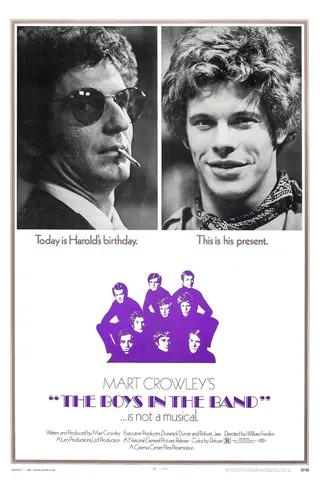 Today is Harold's birthday.
This is his present.
MART CROWLEY'S
"THE BOYS IN THE BAND"
...is not a musical.
Written and Produced by Mart Crowley Executive Producers Dominick Dunne and Robert Jiras Directed by William Friedkin
A Leo Productions, Ltd. Production A National General Pictures Release Color by Deluxe R
A Cinema Center Films Presentation